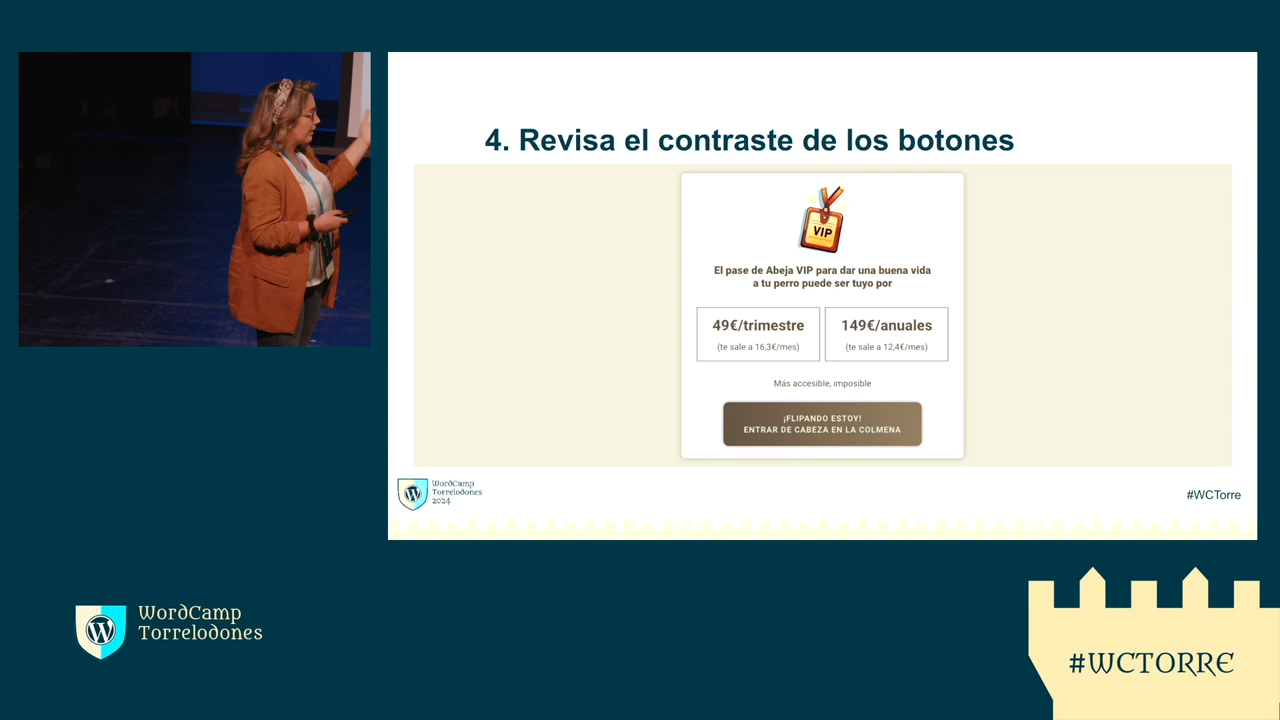 4. Revisa el contraste de los botones
VIP
El pase de Abeja VIP para dar una buena vida
a tu perro puede ser tuyo por
49€/trimestre
(te sale a 16,3€/mes)
149€/anuales
(te sale a 12,4€/mes)
Más accesible, imposible
¡FLIPANDO ESTOY!
ENTRAR DE CABEZA EN LA COLMENA
WordCamp
Torrelodones
2024
#WCTorre
WordCamp
Torrelodones
#WCTORRE